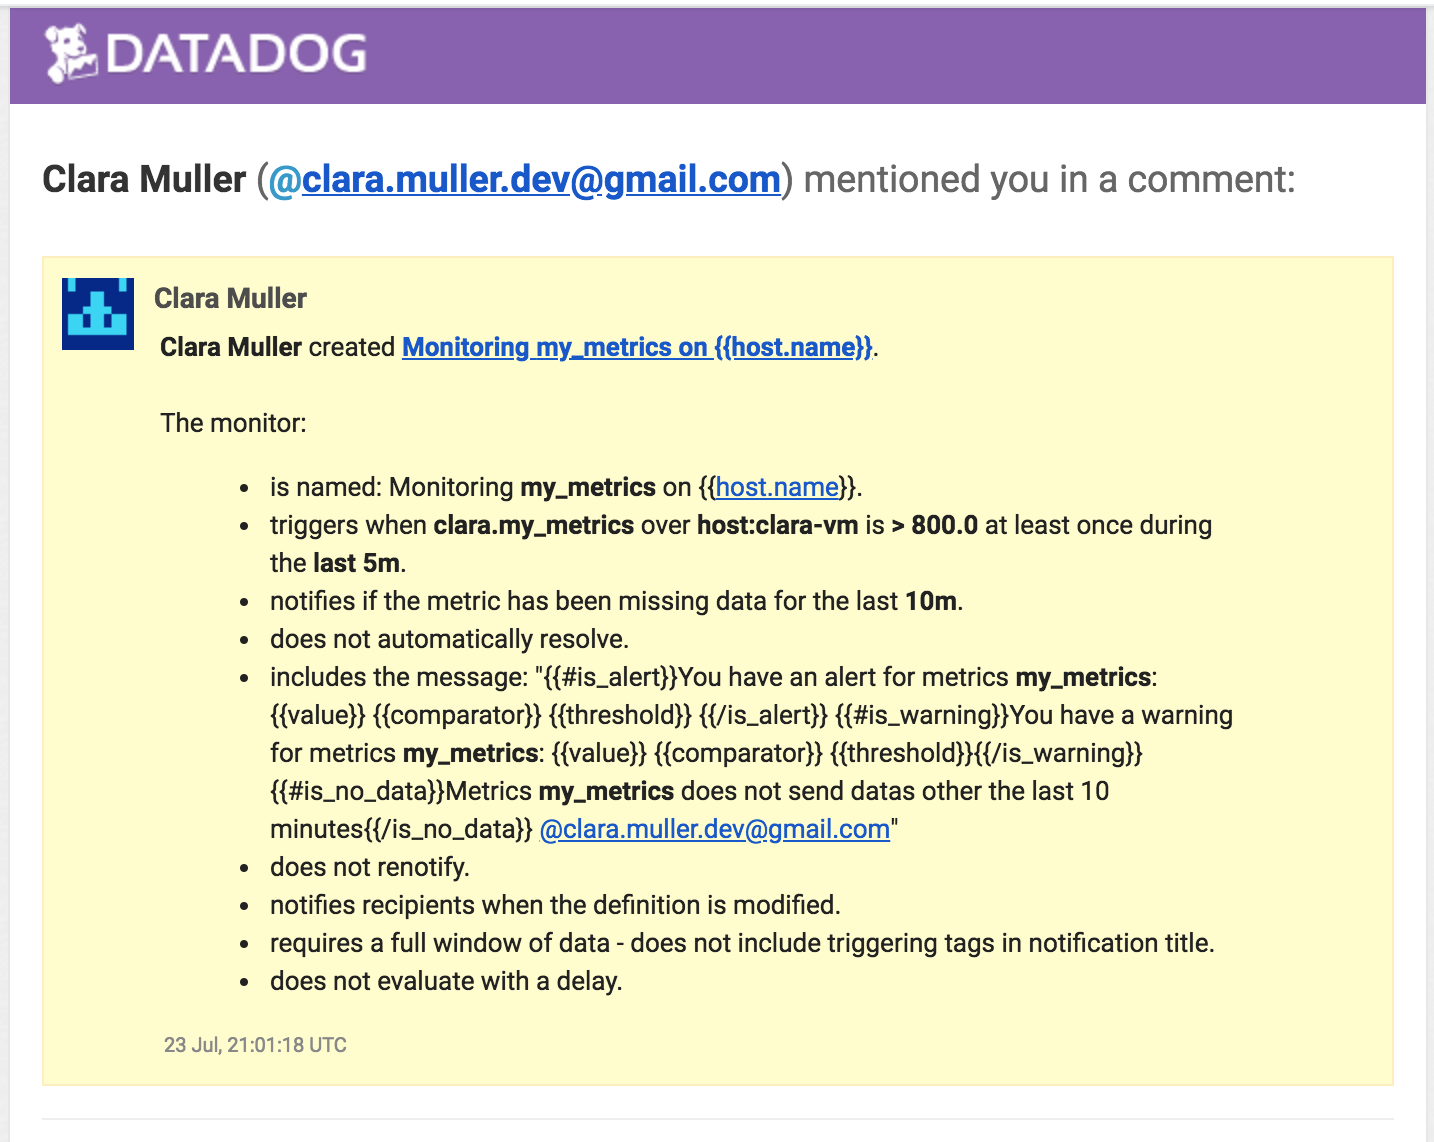 DATADOG
Clara Muller (@clara.muller.dev@gmail.com) mentioned you in a comment:
Clara Muller
Clara Muller created Monitoring my_metrics on {{host.name}}.
The monitor:
• is named: Monitoring my_metrics on {{host.name}}.
• triggers when clara.my_metrics over host:clara-vm is > 800.0 at least once during
the last 5m.
• notifies if the metric has been missing data for the last 10m.
• does not automatically resolve.
• includes the message: "{{#is_alert}}You have an alert for metrics my_metrics:
{{value}} {{comparator}} {{threshold}} {{/is_alert}} {{#is_warning}}You have a warning
for metrics my_metrics: {{value}} {{comparator}} {{threshold}}{{/is_warning}}
{{#is_no_data}}Metrics my_metrics does not send datas other the last 10
minutes{{/is_no_data}} @clara.muller.dev@gmail.com"
• does not renotify.
• notifies recipients when the definition is modified.
• requires a full window of data - does not include triggering tags in notification title.
• does not evaluate with a delay.
23 Jul, 21:01:18 UTC